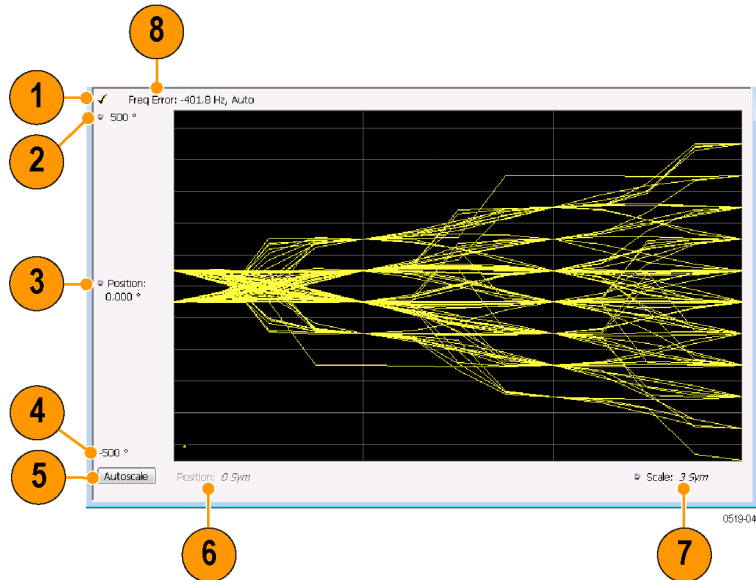 8
1
Freq Error: -401.8 Hz, Auto
2
500 °
3
Position:
0.000 °
4
-500 °
5
Autoscale
Position: 0 Sym
Scale: 3 Sym
0519-04
6
7